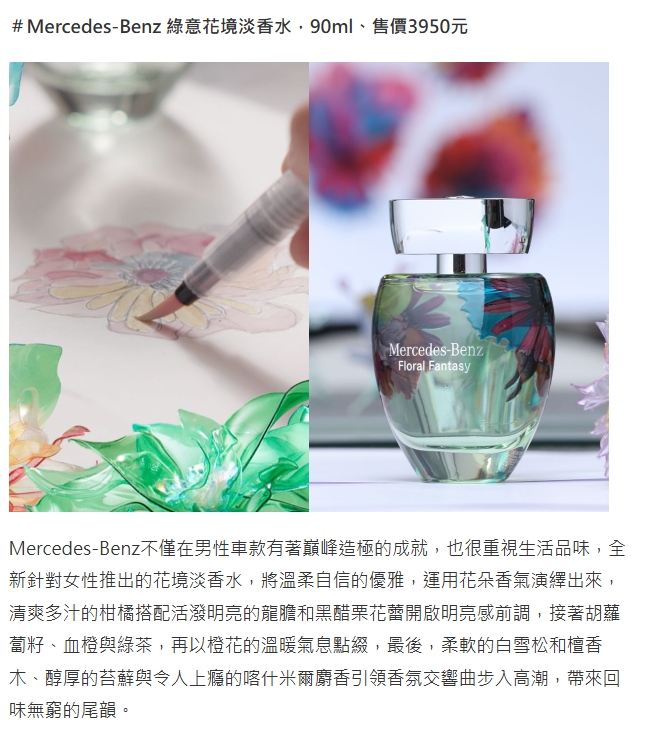 ＃Mercedes-Benz 綠意花境淡香水．90ml、售價3950元
Mercedes-Benz
Floral Fantasy
Mercedes-Benz不僅在男性車款有著巔峰造極的成就，也很重視生活品味，全
新針對女性推出的花境淡香水，將溫柔自信的優雅，運用花朵香氣演繹出來，
清爽多汁的柑橘搭配活潑明亮的龍膽和黑醋栗花蕾開啟明亮感前調，接著胡蘿
蔔籽、血橙與綠茶，再以橙花的溫暖氣息點綴，最後，柔軟的白雪松和檀香
木、醇厚的苔蘚與令人上癮的喀什米爾麝香引領香氛交響曲步入高潮，帶來回
味無窮的尾韻。